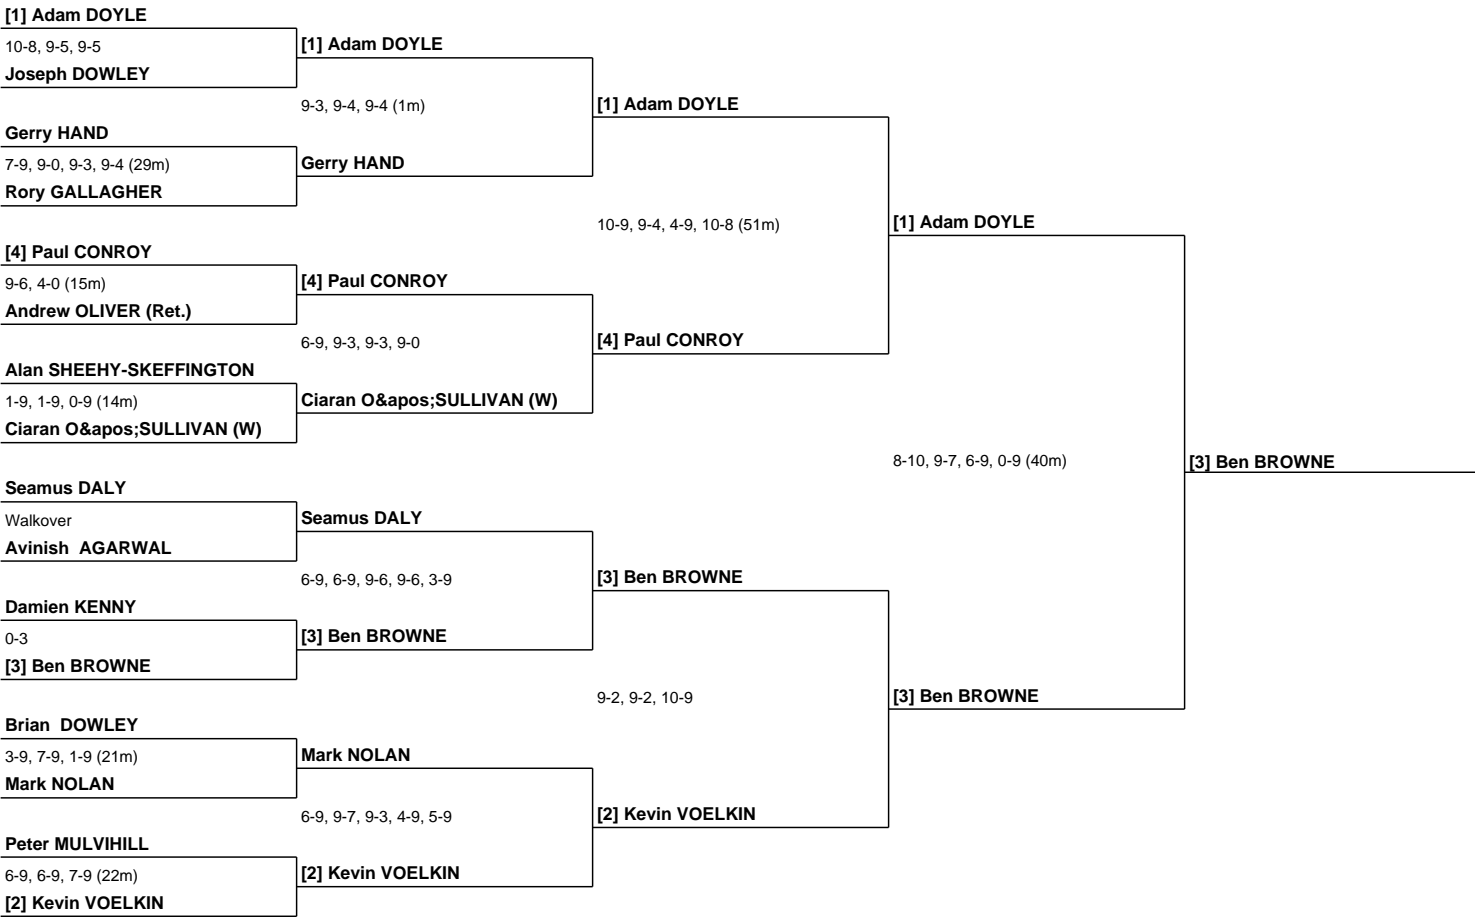 [1] Adam DOYLE
10-8, 9-5, 9-5
Joseph DOWLEY
Gerry HAND
7-9, 9-0, 9-3, 9-4 (29m)
Rory GALLAGHER
[4] Paul CONROY
9-6, 4-0 (15m)
Andrew OLIVER (Ret.)
Alan SHEEHY-SKEFFINGTON
1-9, 1-9, 0-9 (14m)
Ciaran O&apos;SULLIVAN (W)
Seamus DALY
Walkover
Avinish  AGARWAL
Damien KENNY
0-3
[3] Ben BROWNE
Brian  DOWLEY
3-9, 7-9, 1-9 (21m)
Mark NOLAN
Peter MULVIHILL
6-9, 6-9, 7-9 (22m)
[2] Kevin VOELKIN
[1] Adam DOYLE
9-3, 9-4, 9-4 (1m)
Gerry HAND
[4] Paul CONROY
6-9, 9-3, 9-3, 9-0
Ciaran O&apos;SULLIVAN (W)
Seamus DALY
6-9, 6-9, 9-6, 9-6, 3-9
[3] Ben BROWNE
Mark NOLAN
6-9, 9-7, 9-3, 4-9, 5-9
[2] Kevin VOELKIN
[1] Adam DOYLE
10-9, 9-4, 4-9, 10-8 (51m)
[4] Paul CONROY
[3] Ben BROWNE
9-2, 9-2, 10-9
[2] Kevin VOELKIN
[1] Adam DOYLE
8-10, 9-7, 6-9, 0-9 (40m)
[3] Ben BROWNE
[3] Ben BROWNE